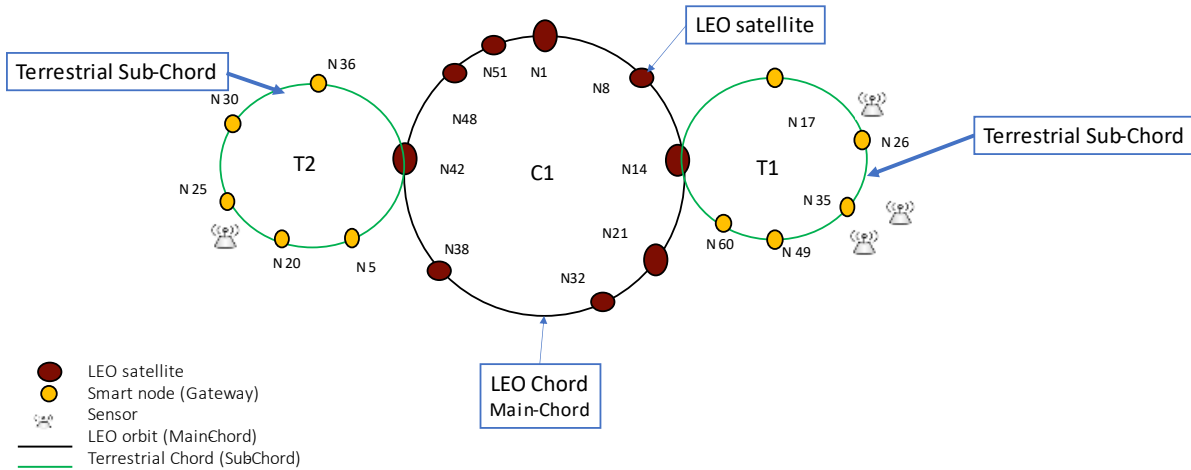 LEO satellite
Terrestrial Sub-Chord
N 36
N51
N1
N8
N 30
N48
N 17
N 26
Terrestrial Sub-Chord
T2
N42
C1
N14
T1
N 25
N 35
N21
N 60
N 49
N 20
N 5
N38
N32
LEO Chord
Main-Chord
LEO satellite
Smart node (Gateway)
Sensor
LEO orbit (MainChord)
Terrestrial Chord (SubChord)